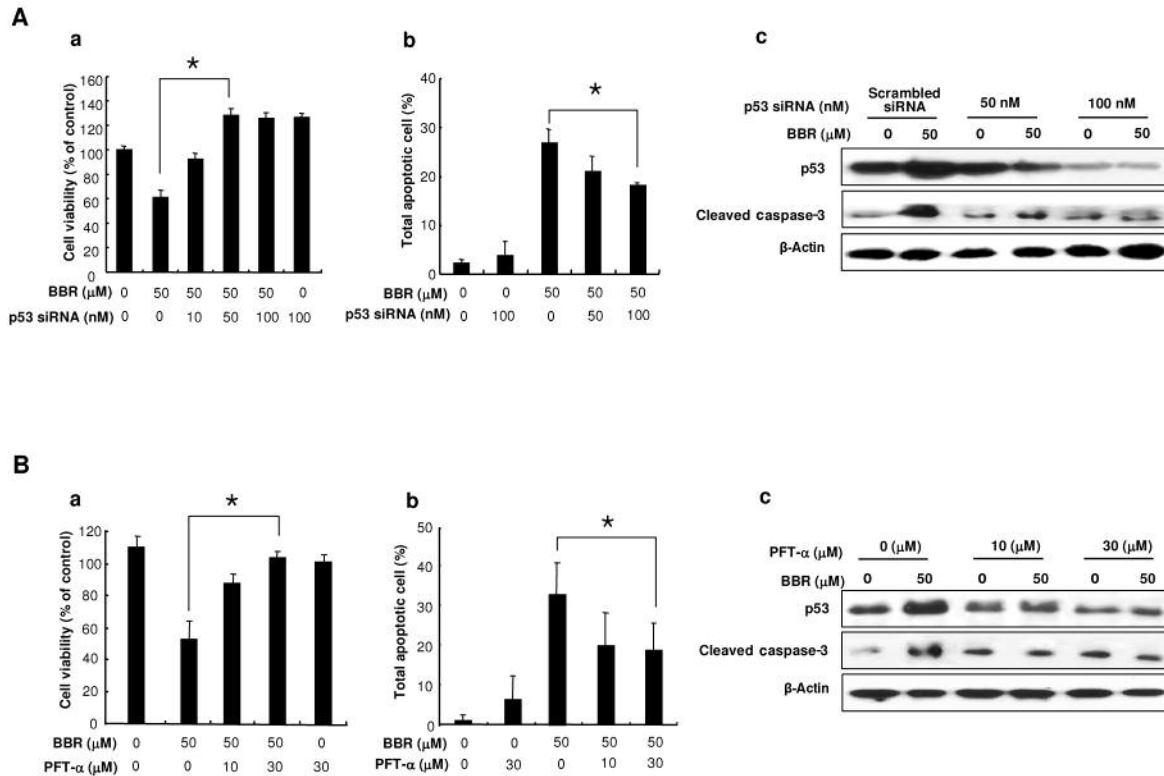 A
a
*
Cell viability (% of control)
160
140
120
100
80
60
40
20
0
BBR (μM) 0 50 50 50 50 0
p53 siRNA (nM) 0 0 10 50 100 100
b
*
Total apoptotic cell (%)
40
30
20
10
0
BBR (μM) 0 0 50 50 50
p53 siRNA (nM) 0 100 0 50 100
c
p53 siRNA (nM) Scrambled siRNA 50 nM 100 nM
BBR (μM) 0 50 0 50 0 50
p53
Cleaved caspase-3
β-Actin
B
a
*
Cell viability (% of control)
120
100
80
60
40
20
0
BBR (μM) 0 50 50 50 0
PFT-α (μM) 0 0 10 30 30
b
*
Total apoptotic cell (%)
50
40
30
20
10
0
BBR (μM) 0 0 50 50 50
PFT-α (μM) 0 30 0 10 30
c
PFT-α (μM) 0 (μM) 10 (μM) 30 (μM)
BBR (μM) 0 50 0 50 0 50
p53
Cleaved caspase-3
β-Actin